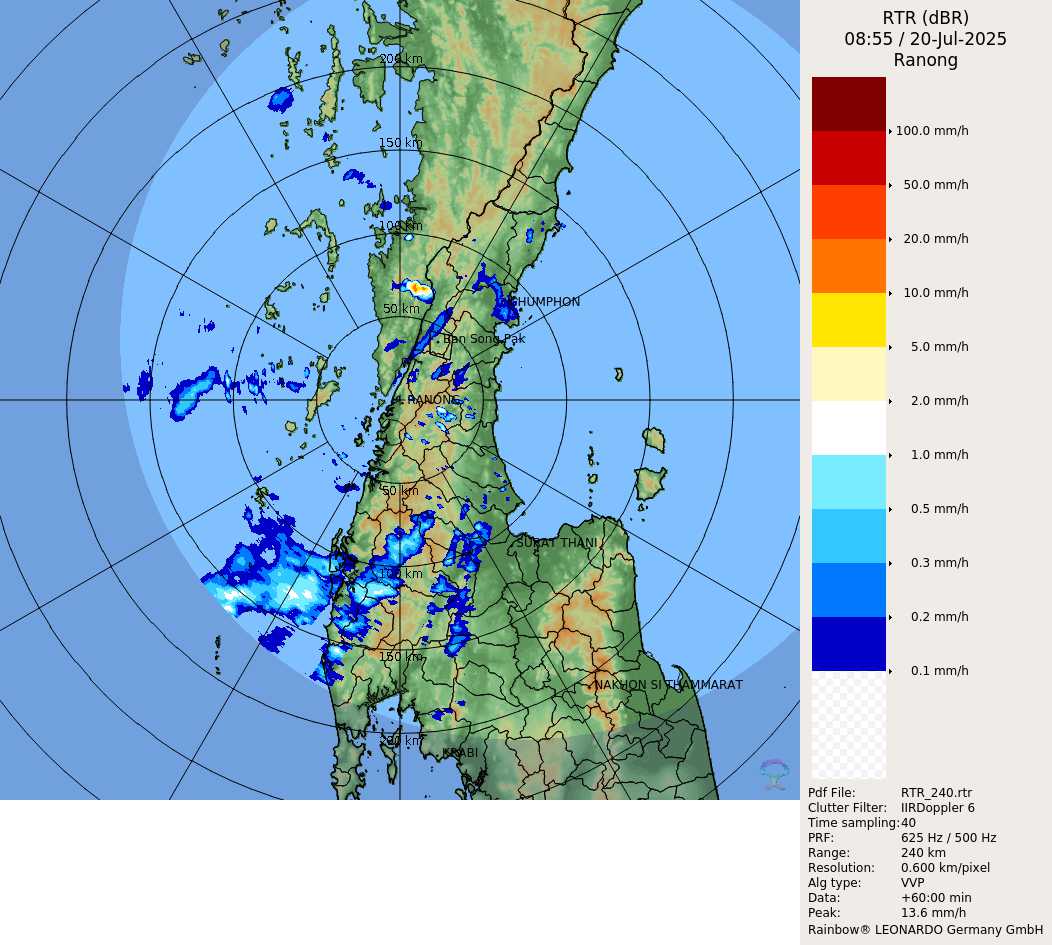 RTR (dBR)
08:55 / 20-Jul-2025
Ranong
100.0 mm/h
50.0 mm/h
20.0 mm/h
10.0 mm/h
5.0 mm/h
2.0 mm/h
1.0 mm/h
0.5 mm/h
0.3 mm/h
0.2 mm/h
0.1 mm/h
200 km
150 km
100 km
50 km
CHUMPHON
Ban Song Pak
RANONG
50 km
SURAT THANI
100 km
150 km
NAKHON SI THAMMARAT
200 km
KRABI
Pdf File: RTR_240.rtr
Clutter Filter: IIRDoppler 6
Time sampling: 40
PRF: 625 Hz / 500 Hz
Range: 240 km
Resolution: 0.600 km/pixel
Alg type: VVP
Data: +60:00 min
Peak: 13.6 mm/h
Rainbow® LEONARDO Germany GmbH